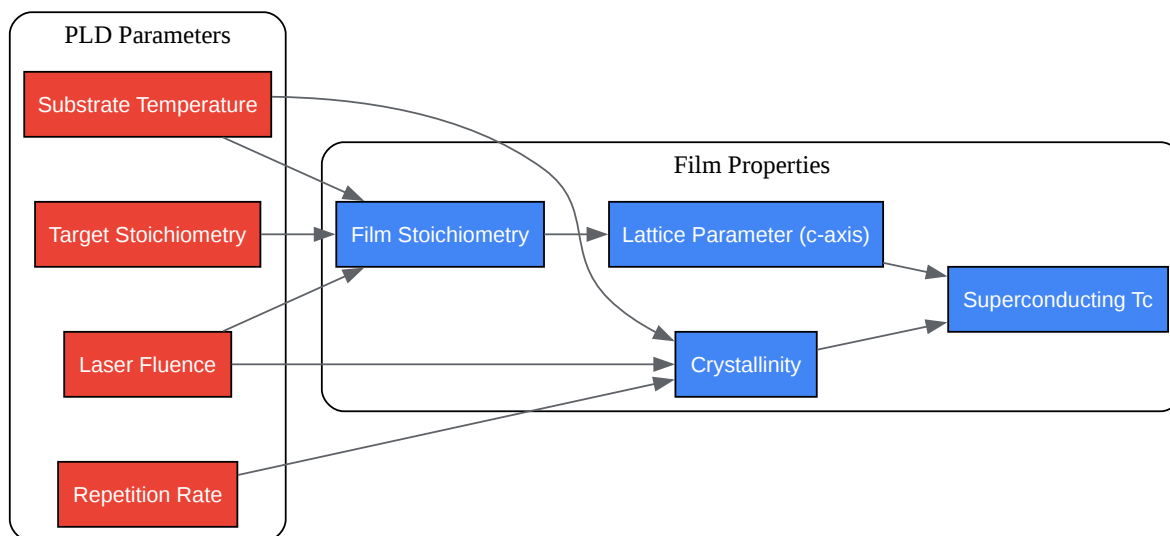 PLD Parameters
Substrate Temperature
Target Stoichiometry
Laser Fluence
Repetition Rate
Film Properties
Film Stoichiometry
Lattice Parameter (c-axis)
Superconducting Tc
Crystallinity